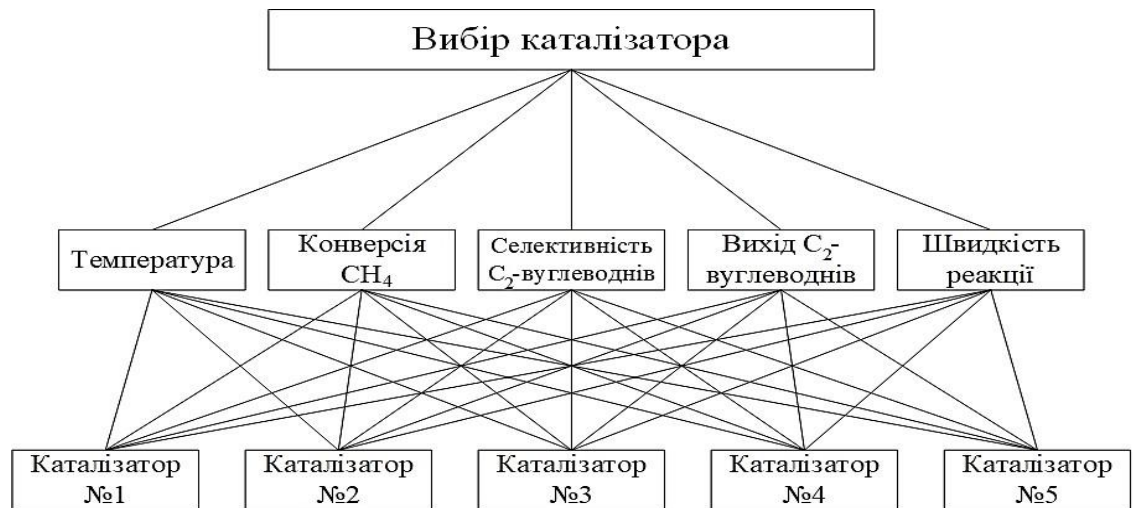 Вибір каталізатора
Температура
Конверсія
CH₄
Селективність
C₂-вуглеводнів
Вихід C₂-
вуглеводнів
Швидкість
реакції
Каталізатор
№1
Каталізатор
№2
Каталізатор
№3
Каталізатор
№4
Каталізатор
№5